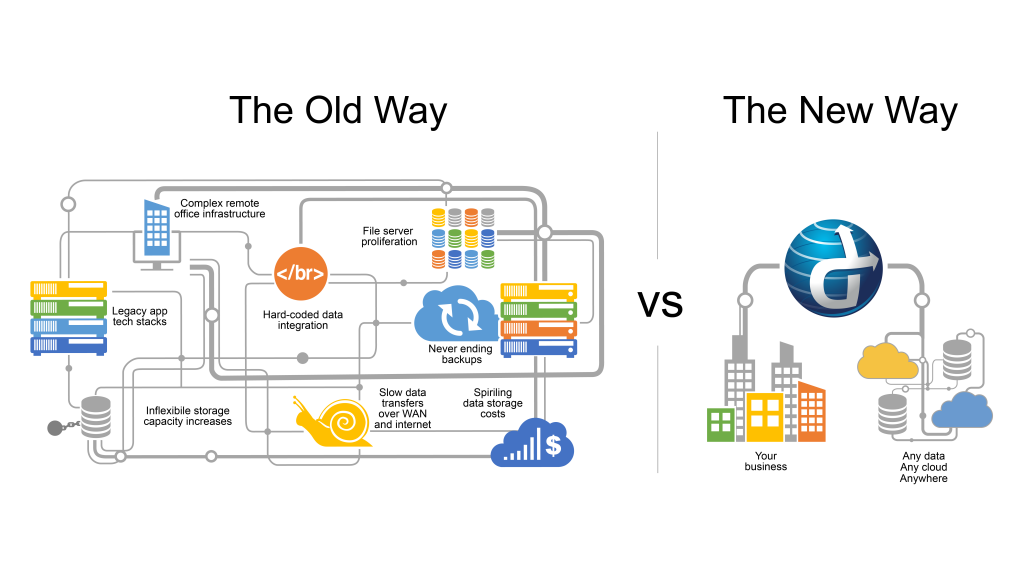 The Old Way
The New Way
Complex remote
office infrastructure
File server
proliferation
</br>
Legacy app
tech stacks
Hard-coded data
integration
Never ending
backups
vs
Slow data
transfers
over WAN
and internet
Spiriling
data storage
costs
Inflexibile storage
capacity increases
$
Your
business
Any data
Any cloud
Anywhere